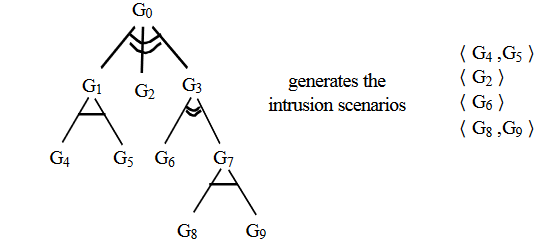 G0
G1 G2 G3
G4 G5 G6 G7
G8 G9
generates the
intrusion scenarios
⟨ G4 ,G5 ⟩
⟨ G2 ⟩
⟨ G6 ⟩
⟨ G8 ,G9 ⟩